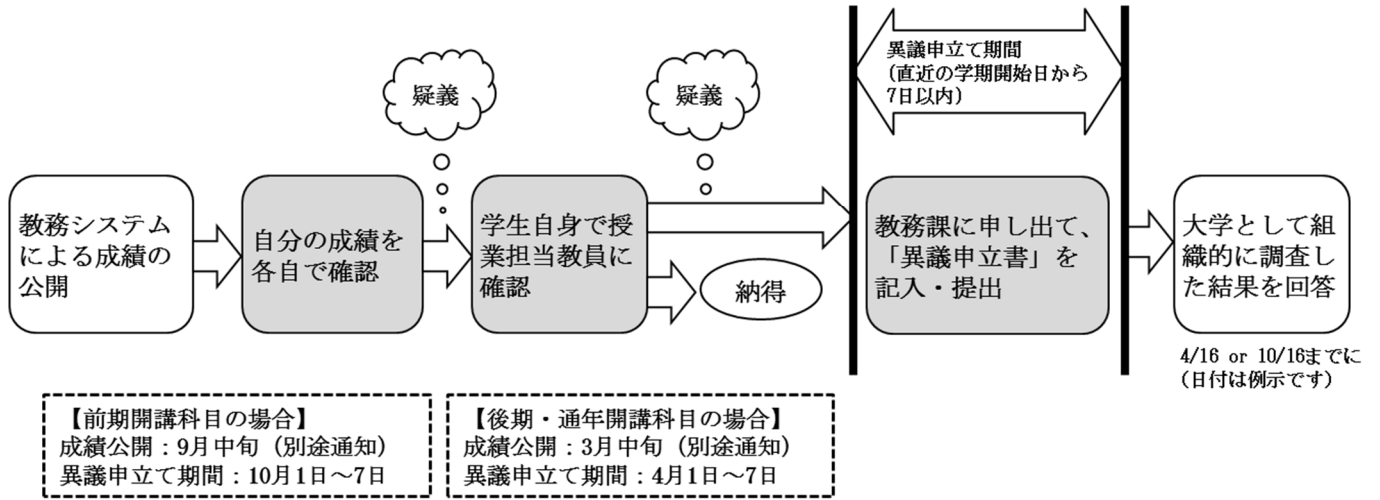 異議申立て期間
(直近の学期開始日から
7日以内)
疑義
疑義
教務システム
による成績の
公開
自分の成績を
各自で確認
学生自身で授
業担当教員に
確認
納得
教務課に申し出て、
「異議申立書」を
記入・提出
大学として組
織的に調査し
た結果を回答
4/16 or 10/16までに
(日付は例示です)
【前期開講科目の場合】
成績公開：9月中旬（別途通知）
異議申立て期間：10月1日～7日
【後期・通年開講科目の場合】
成績公開：3月中旬（別途通知）
異議申立て期間：4月1日～7日